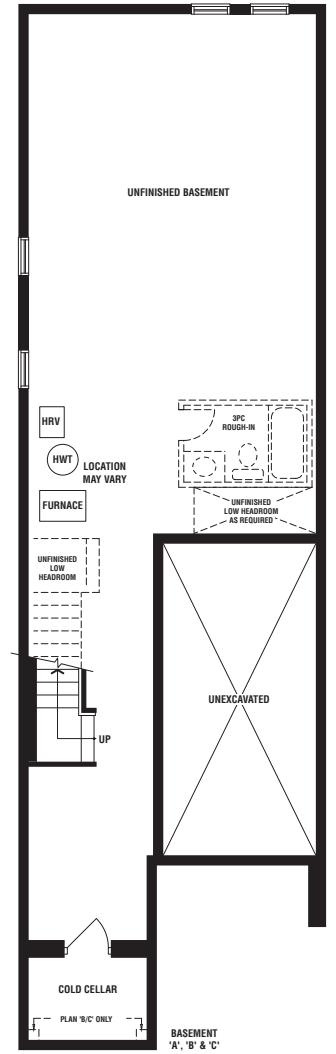 UNFINISHED BASEMENT
HRV
HWT
LOCATION
MAY VARY
FURNACE
3PC
ROUGH-IN
UNFINISHED
LOW HEADROOM
AS REQUIRED
UNFINISHED
LOW
HEADROOM
UNEXCAVATED
UP
COLD CELLAR
PLAN 'B/C' ONLY
BASEMENT
'A', 'B' & 'C'